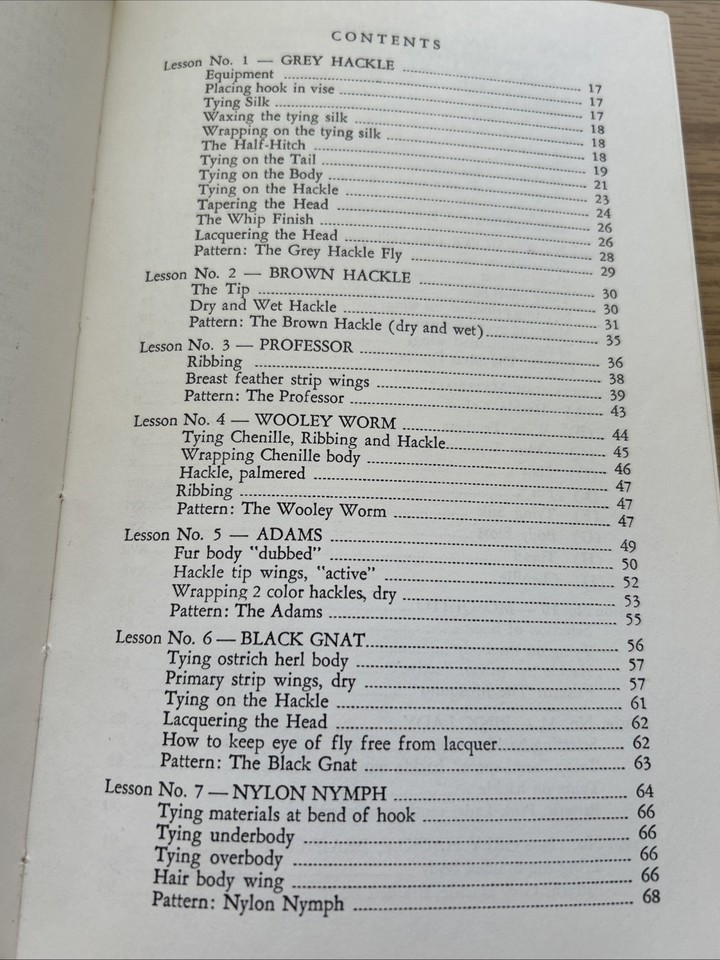 CONTENTS
Lesson No. 1 — GREY HACKLE ........ 17
Equipment ........ 17
Placing hook in vise ........ 17
Tying Silk ........ 18
Waxing the tying silk ........ 18
Wrapping on the tying silk ........ 18
The Half-Hitch ........ 19
Tying on the Tail ........ 21
Tying on the Body ........ 23
Tying on the Hackle ........ 24
Tapering the Head ........ 26
The Whip Finish ........ 26
Lacquering the Head ........ 28
Pattern: The Grey Hackle Fly ........ 29
Lesson No. 2 — BROWN HACKLE ........ 30
The Tip ........ 30
Dry and Wet Hackle ........ 31
Pattern: The Brown Hackle (dry and wet) ........ 35
Lesson No. 3 — PROFESSOR ........ 36
Ribbing ........ 38
Breast feather strip wings ........ 39
Pattern: The Professor ........ 43
Lesson No. 4 — WOOLEY WORM ........ 44
Tying Chenille, Ribbing and Hackle ........ 45
Wrapping Chenille body ........ 46
Hackle, palmered ........ 47
Ribbing ........ 47
Pattern: The Wooley Worm ........ 47
Lesson No. 5 — ADAMS ........ 49
Fur body "dubbed" ........ 50
Hackle tip wings, "active" ........ 52
Wrapping 2 color hackles, dry ........ 53
Pattern: The Adams ........ 55
Lesson No. 6 — BLACK GNAT ........ 56
Tying ostrich herl body ........ 57
Primary strip wings, dry ........ 57
Tying on the Hackle ........ 61
Lacquering the Head ........ 62
How to keep eye of fly free from lacquer ........ 62
Pattern: The Black Gnat ........ 63
Lesson No. 7 — NYLON NYMPH ........ 64
Tying materials at bend of hook ........ 66
Tying underbody ........ 66
Tying overbody ........ 66
Hair body wing ........ 66
Pattern: Nylon Nymph ........ 68